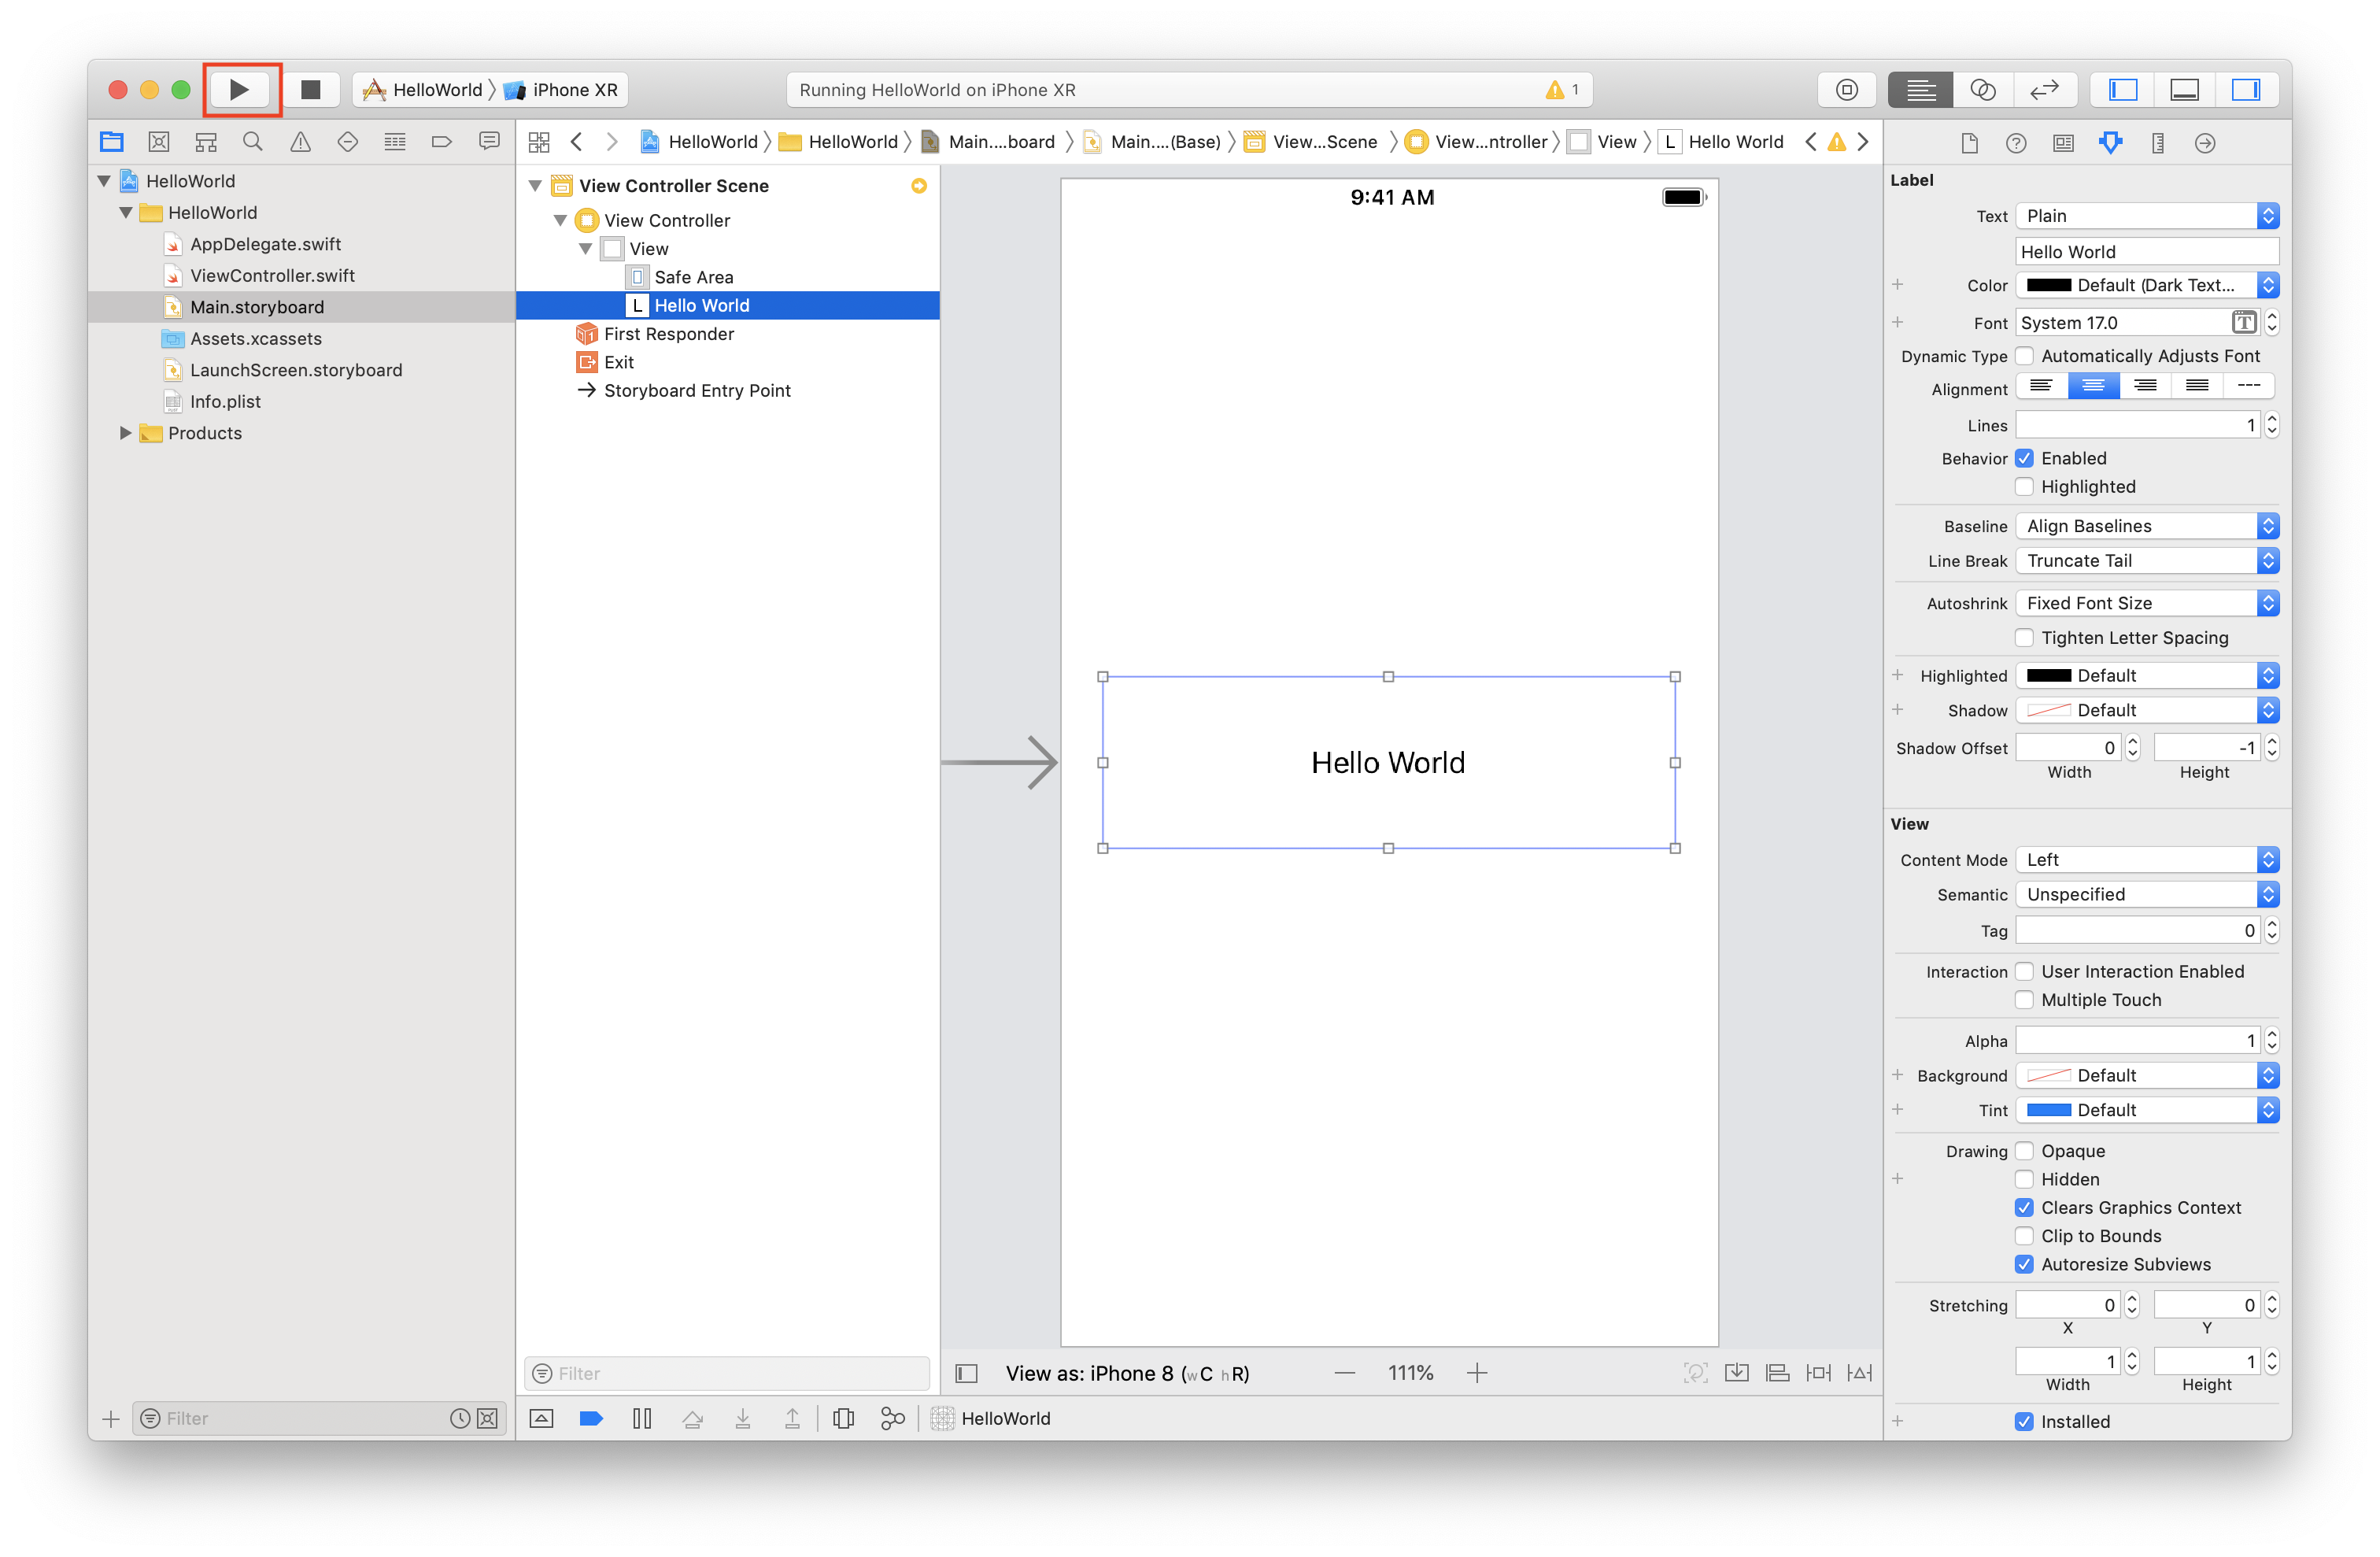 HelloWorld iPhone XR
Running HelloWorld on iPhone XR 1
HelloWorld HelloWorld Main....board Main....(Base) View...Scene View...ntroller View L Hello World
HelloWorld
HelloWorld
AppDelegate.swift
ViewController.swift
Main.storyboard
Assets.xcassets
LaunchScreen.storyboard
Info.plist
Products
Filter
View Controller Scene
View Controller
View
Safe Area
L Hello World
First Responder
Exit
Storyboard Entry Point
Filter
9:41 AM
Hello World
View as: iPhone 8 (wC hR) 111%
HelloWorld
Label
Text Plain
Hello World
Color Default (Dark Text...
Font System 17.0 T
Dynamic Type Automatically Adjusts Font
Alignment
Lines 1
Behavior Enabled
Highlighted
Baseline Align Baselines
Line Break Truncate Tail
Autoshrink Fixed Font Size
Tighten Letter Spacing
Highlighted Default
Shadow Default
Shadow Offset 0 -1
Width Height
View
Content Mode Left
Semantic Unspecified
Tag 0
Interaction User Interaction Enabled
Multiple Touch
Alpha 1
Background Default
Tint Default
Drawing Opaque
Hidden
Clears Graphics Context
Clip to Bounds
Autoresize Subviews
Stretching 0 0
X Y
1 1
Width Height
Installed